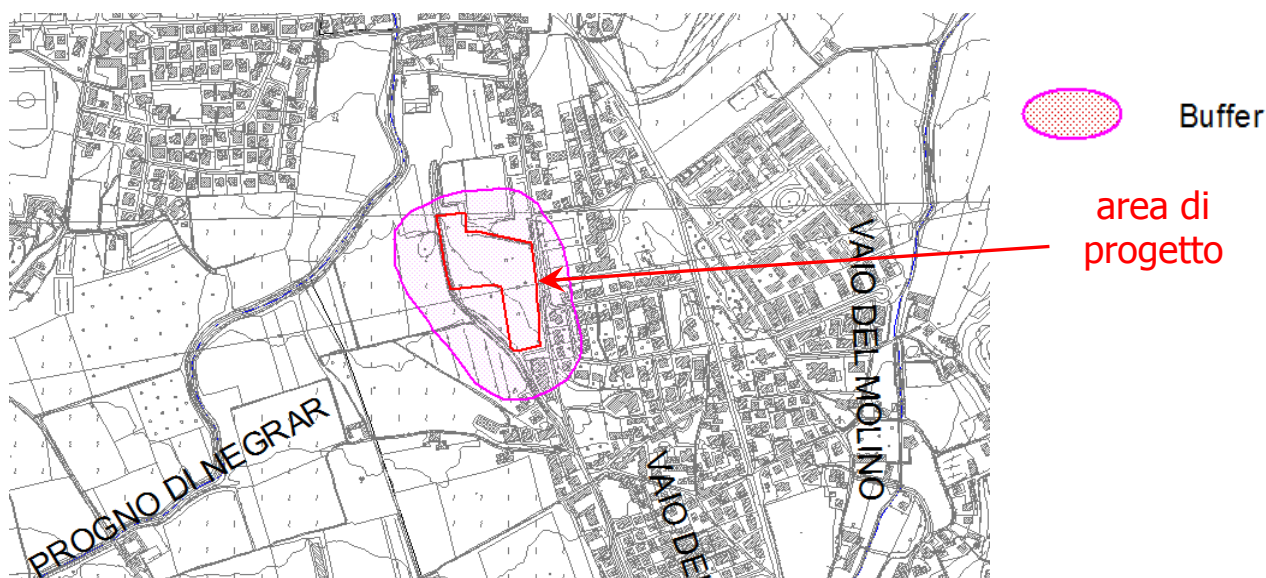 Buffer
area di
progetto
VAIO DEL MOLINO
PROGNO DI NEGRAR
VAIO DE